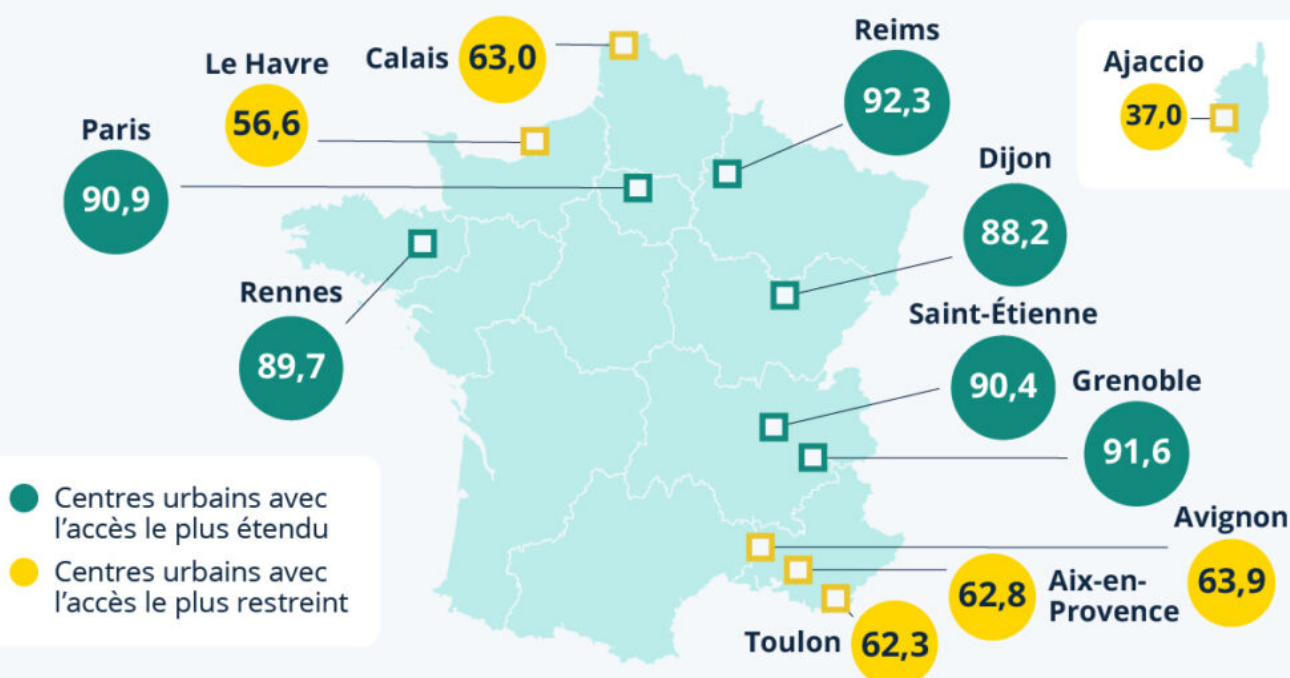 Le Havre
56,6
Calais
63,0
Reims
92,3
Ajaccio
37,0
Paris
90,9
Dijon
88,2
Rennes
89,7
Saint-Étienne
90,4
Grenoble
91,6
Centres urbains avec
l’accès le plus étendu
Centres urbains avec
l’accès le plus restreint
Avignon
63,9
Aix-en-
Provence
62,8
Toulon
62,3